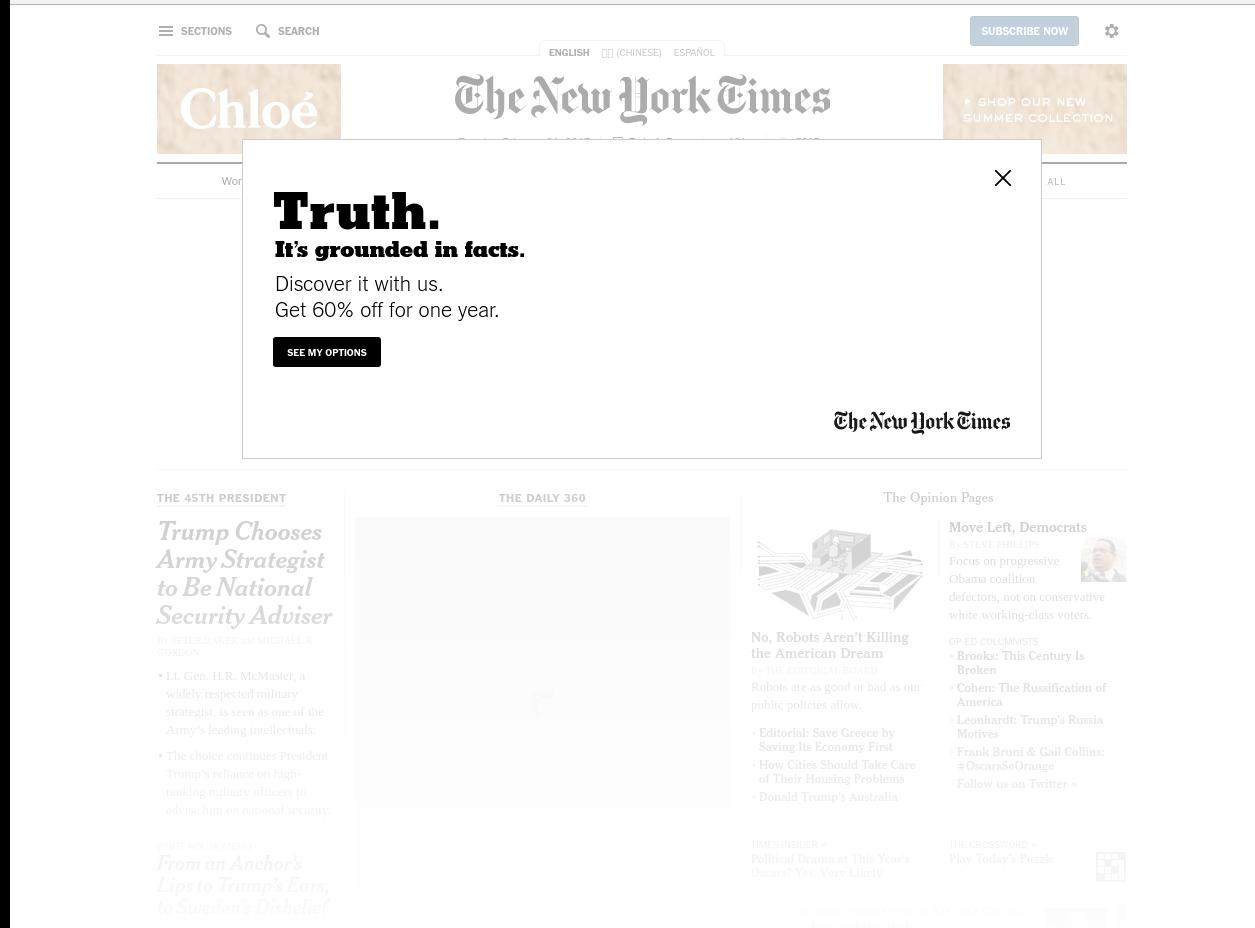 SECTIONS
SEARCH
SUBSCRIBE NOW
ENGLISH
(CHINESE)
ESPAÑOL
Chloé
The New York Times
SHOP OUR NEW
SUMMER COLLECTION
Wor
ALL
Truth.
It's grounded in facts.
Discover it with us.
Get 60% off for one year.
SEE MY OPTIONS
The New York Times
THE 45TH PRESIDENT
Trump Chooses
Army Strategist
to Be National
Security Adviser
By PETER BAKER and MICHAEL R.
GORDON
• Lt. Gen. H.R. McMaster, a
widely respected military
strategist, is seen as one of the
Army's leading intellectuals.
• The choice continues President
Trump's reliance on high-
ranking military officers to
advise him on national security.
WHITE HOUSE MEMO
From an Anchor's
Lips to Trump's Ears,
to Sweden's Disbelief
THE DAILY 360
The Opinion Pages
No, Robots Aren't Killing
the American Dream
By THE EDITORIAL BOARD
Robots are as good or bad as our
public policies allow.
• Editorial: Save Greece by
Saving Its Economy First
• How Cities Should Take Care
of Their Housing Problems
• Donald Trump's Australia
Move Left, Democrats
By STEVE PHILLIPS
Focus on progressive
Obama coalition
defectors, not on conservative
white working-class voters.
OP-ED COLUMNISTS
• Brooks: This Century Is
Broken
• Cohen: The Russification of
America
• Leonhardt: Trump's Russia
Motives
• Frank Bruni & Gail Collins:
#OscarsSoOrange
• Follow us on Twitter »
TIMES INSIDER »
Political Drama at This Year's
Oscars? Yes, Very Likely
THE CROSSWORD »
Play Today's Puzzle